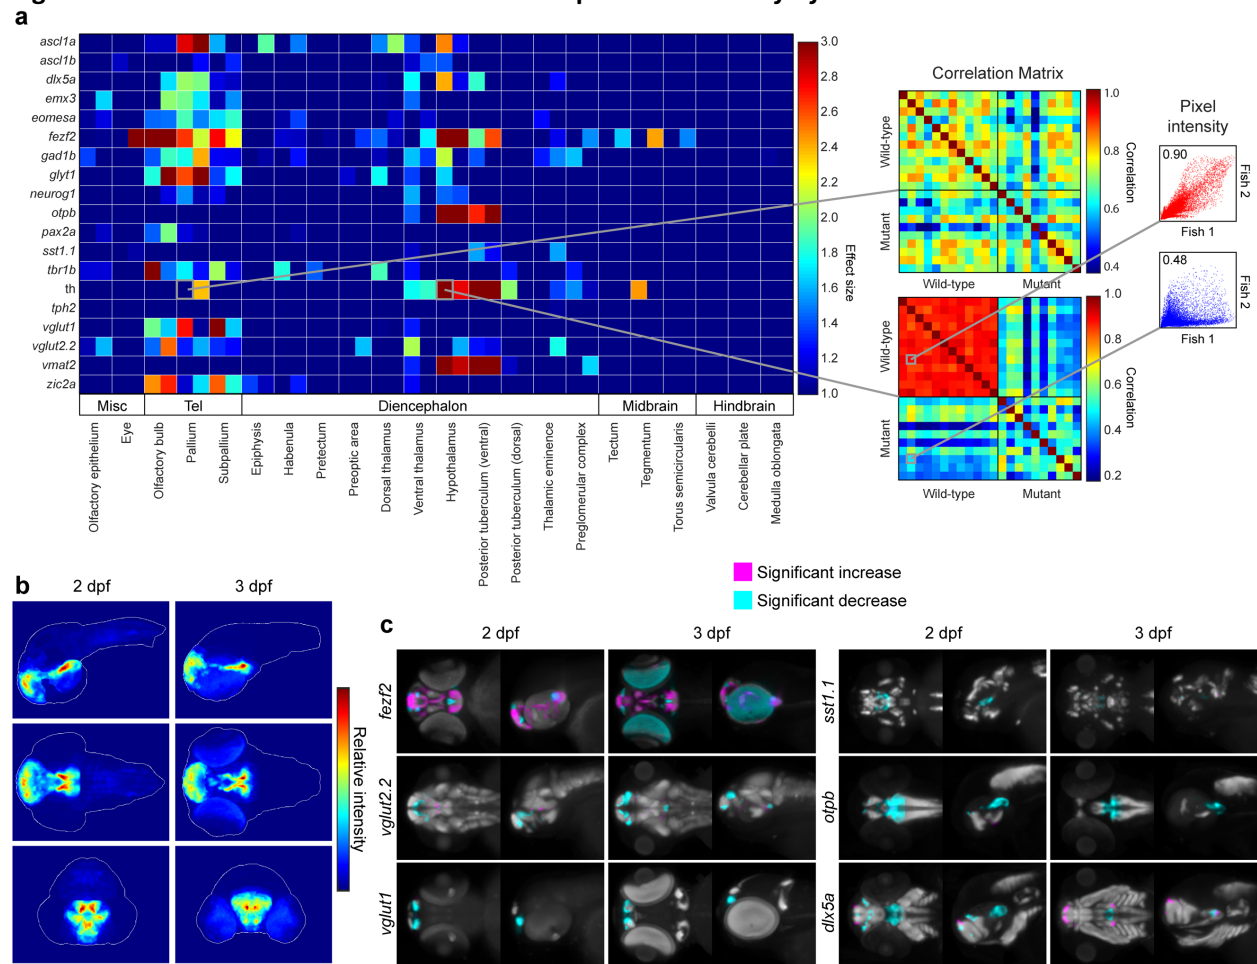 a
ascl1a
ascl1b
dlx5a
emx3
eomesa
fezf2
gad1b
glyt1
neurog1
otpb
pax2a
sst1.1
tbr1b
th
tph2
vglut1
vglut2.2
vmat2
zic2a
Misc Tel Diencephalon Midbrain Hindbrain
Olfactory epithelium
Eye
Olfactory bulb
Pallium
Subpallium
Epiphysis
Habenula
Pretectum
Preoptic area
Dorsal thalamus
Ventral thalamus
Hypothalamus
Posterior tuberculum (ventral)
Posterior tuberculum (dorsal)
Thalamic eminence
Preglomerular complex
Tectum
Tegmentum
Torus semicircularis
Valvula cerebelli
Cerebellar plate
Medulla oblongata
3.0
2.8
2.6
2.4
2.2
2.0
1.8
1.6
1.4
1.2
1.0
Effect size
Correlation Matrix
Wild-type
Mutant
Wild-type Mutant
1.0
0.8
0.6
0.4
Correlation
Wild-type
Mutant
Wild-type Mutant
1.0
0.8
0.6
0.4
0.2
Correlation
Pixel
intensity
0.90
Fish 2
Fish 1
0.48
Fish 2
Fish 1
b
2 dpf 3 dpf
Relative intensity
Significant increase
Significant decrease
c
2 dpf 3 dpf 2 dpf 3 dpf
fezf2
sst1.1
vglut2.2
otpb
vglut1
dlx5a